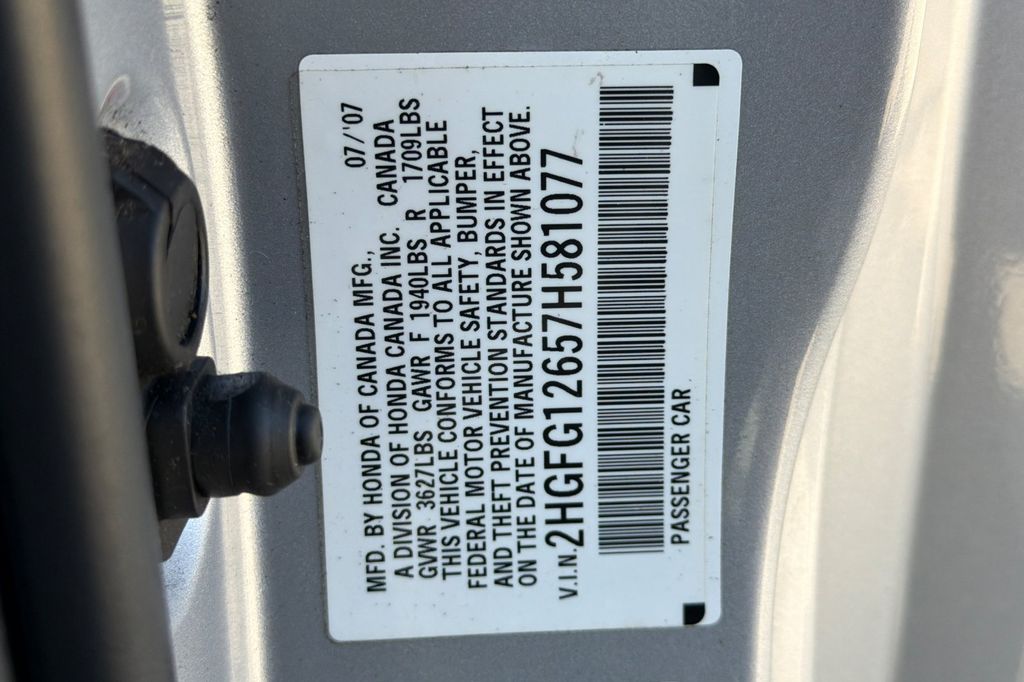 MFD. BY HONDA OF CANADA MFG., 07/'07
A DIVISION OF HONDA CANADA INC. CANADA
GVWR 3627LBS GAWR F 1940LBS R 1709LBS
THIS VEHICLE CONFORMS TO ALL APPLICABLE
FEDERAL MOTOR VEHICLE SAFETY, BUMPER,
AND THEFT PREVENTION STANDARDS IN EFFECT
ON THE DATE OF MANUFACTURE SHOWN ABOVE.
V.I.N. 2HGFG12657H581077
PASSENGER CAR